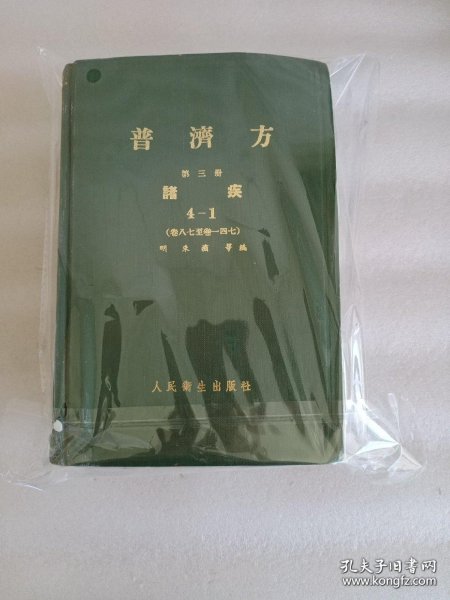 普濟方
第三册
諸疾
4-1
(卷八七至卷一四七)
明 朱橚等編
人民衛生出版社
孔夫子旧书网
www.kongfz.com